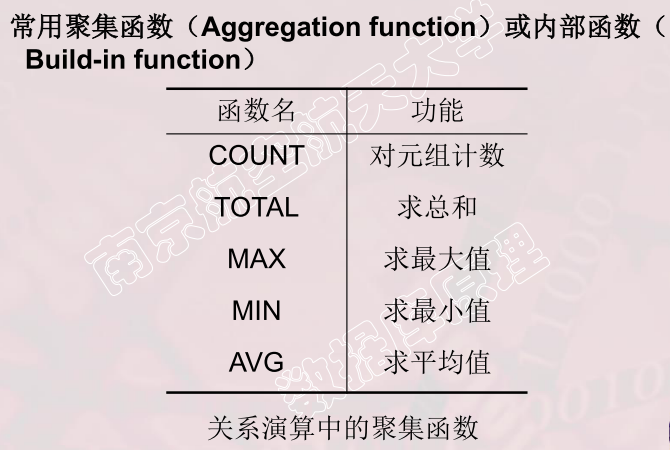 常用聚集函数（Aggregation function）或内部函数（
Build-in function）
函数名 功能
COUNT 对元组计数
TOTAL 求总和
MAX 求最大值
MIN 求最小值
AVG 求平均值
关系演算中的聚集函数
南京航空航天大学
数据库原理